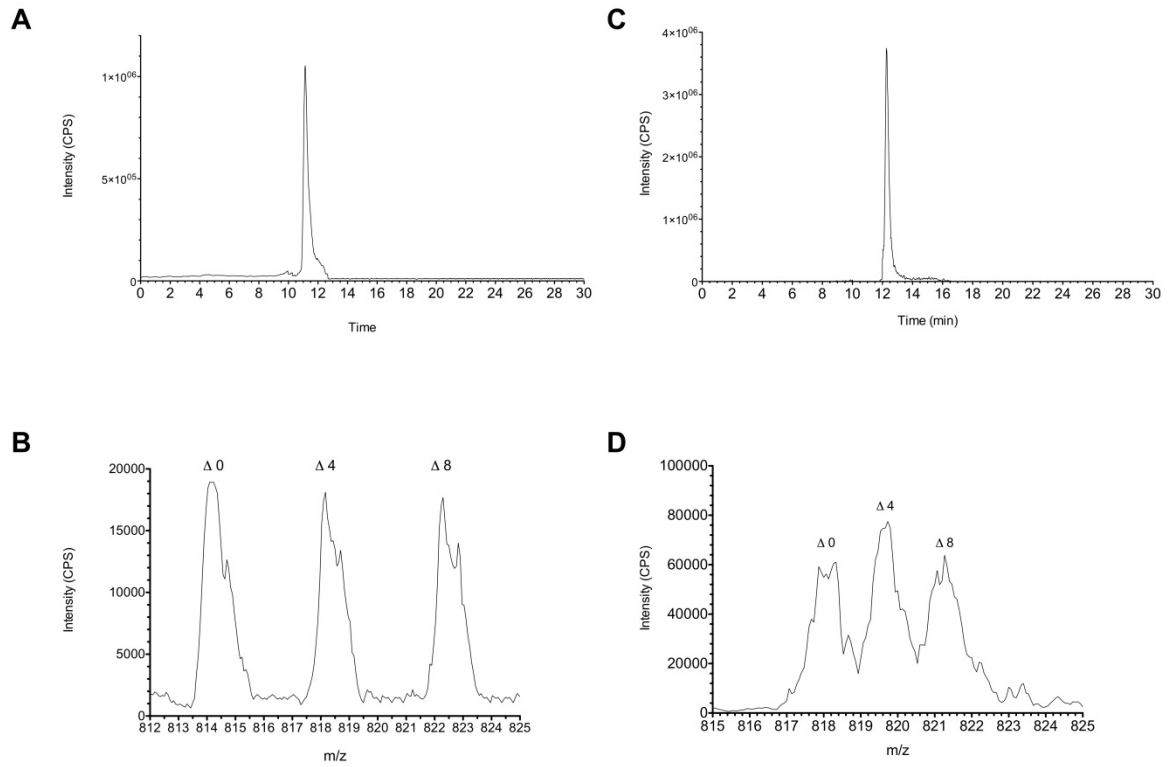 A
Intensity (CPS)
1×10⁰⁶
5×10⁰⁵
0
0 2 4 6 8 10 12 14 16 18 20 22 24 26 28 30
Time
C
Intensity (CPS)
4×10⁰⁶
3×10⁰⁶
2×10⁰⁶
1×10⁰⁶
0
0 2 4 6 8 10 12 14 16 18 20 22 24 26 28 30
Time (min)
B
Intensity (CPS)
20000
15000
10000
5000
0
Δ 0 Δ 4 Δ 8
812 813 814 815 816 817 818 819 820 821 822 823 824 825
m/z
D
Intensity (CPS)
100000
80000
60000
40000
20000
0
Δ 0 Δ 4 Δ 8
815 816 817 818 819 820 821 822 823 824 825
m/z